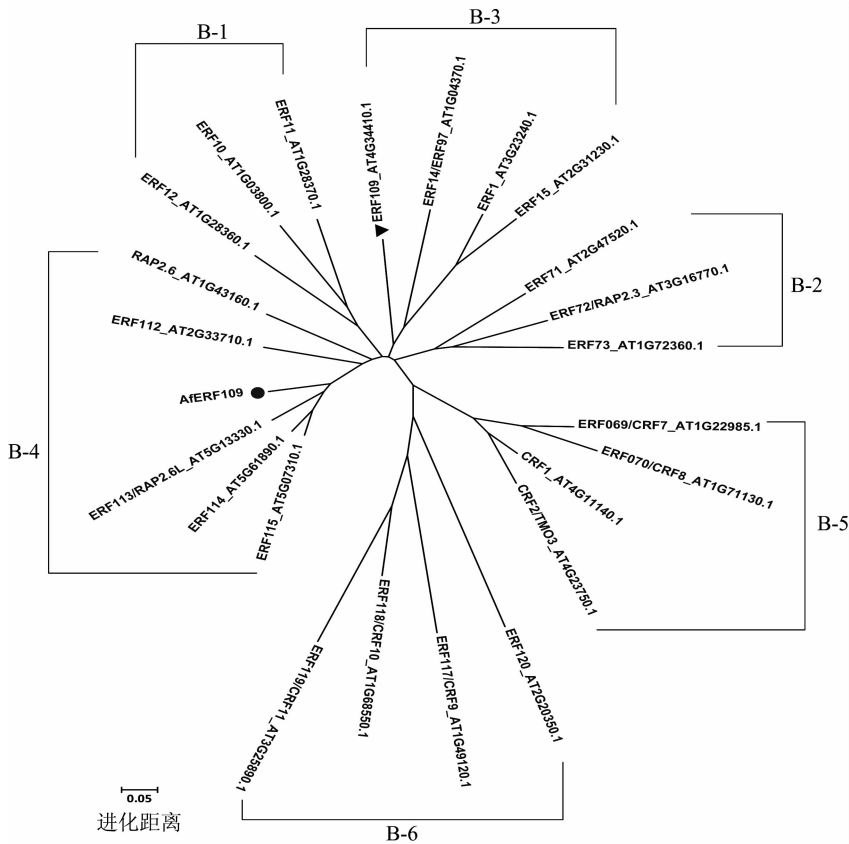 B-1
B-3
ERF12_AT1G28360.1
ERF10_AT1G03800.1
ERF11_AT1G28370.1
ERF109_AT4G34410.1
ERF14/ERF97_AT1G04370.1
ERF1_AT3G23240.1
ERF15_AT2G31230.1
ERF71_AT2G47520.1
ERF72/RAP2.3_AT3G16770.1
ERF73_AT1G72360.1
B-2
RAP2.6_AT1G43160.1
ERF112_AT2G33710.1
AfERF109
ERF113/RAP2.6L_AT5G13330.1
ERF114_AT5G61890.1
ERF115_AT5G07310.1
B-4
ERF069/CRF7_AT1G22985.1
ERF070/CRF8_AT1G71130.1
CRF1_AT4G11140.1
CRF2/TMO3_AT4G23750.1
B-5
ERF119/CRF11_AT3G25890.1
ERF118/CRF10_AT1G68550.1
ERF117/CRF9_AT1G49120.1
ERF120_AT2G20350.1
B-6
0.05
进化距离